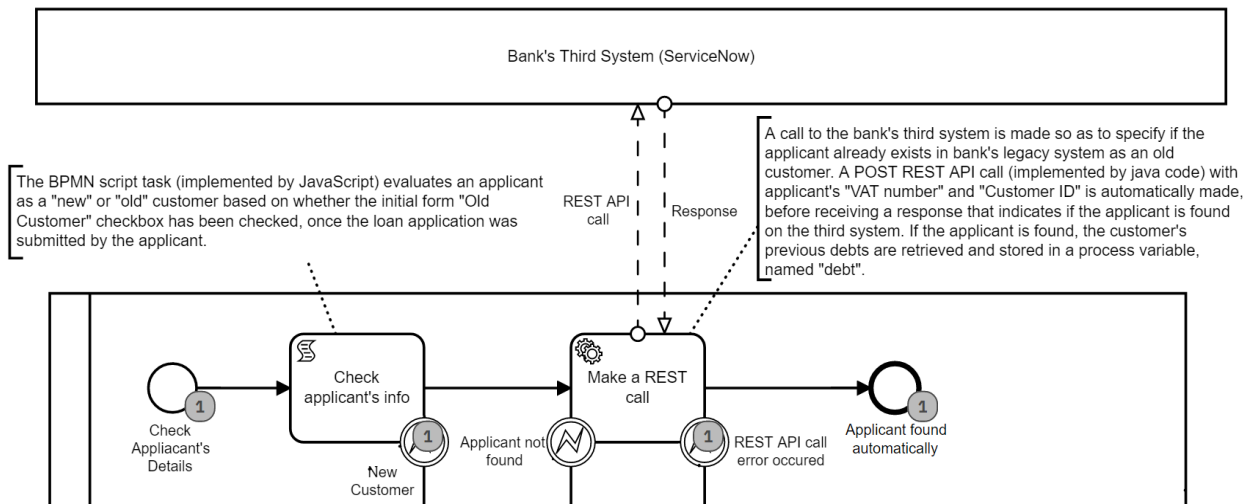 Bank's Third System (ServiceNow)
A call to the bank's third system is made so as to specify if the
applicant already exists in bank's legacy system as an old
customer. A POST REST API call (implemented by java code) with
applicant's "VAT number" and "Customer ID" is automatically made,
before receiving a response that indicates if the applicant is found
on the third system. If the applicant is found, the customer's
previous debts are retrieved and stored in a process variable,
named "debt".
The BPMN script task (implemented by JavaScript) evaluates an applicant
as a "new" or "old" customer based on whether the initial form "Old
Customer" checkbox has been checked, once the loan application was
submitted by the applicant.
REST API
call
Response
Check
applicant's info
Make a REST
call
1
Check
Appliacant's
Details
1
New
Customer
Applicant not
found
1
REST API call
error occured
1
Applicant found
automatically